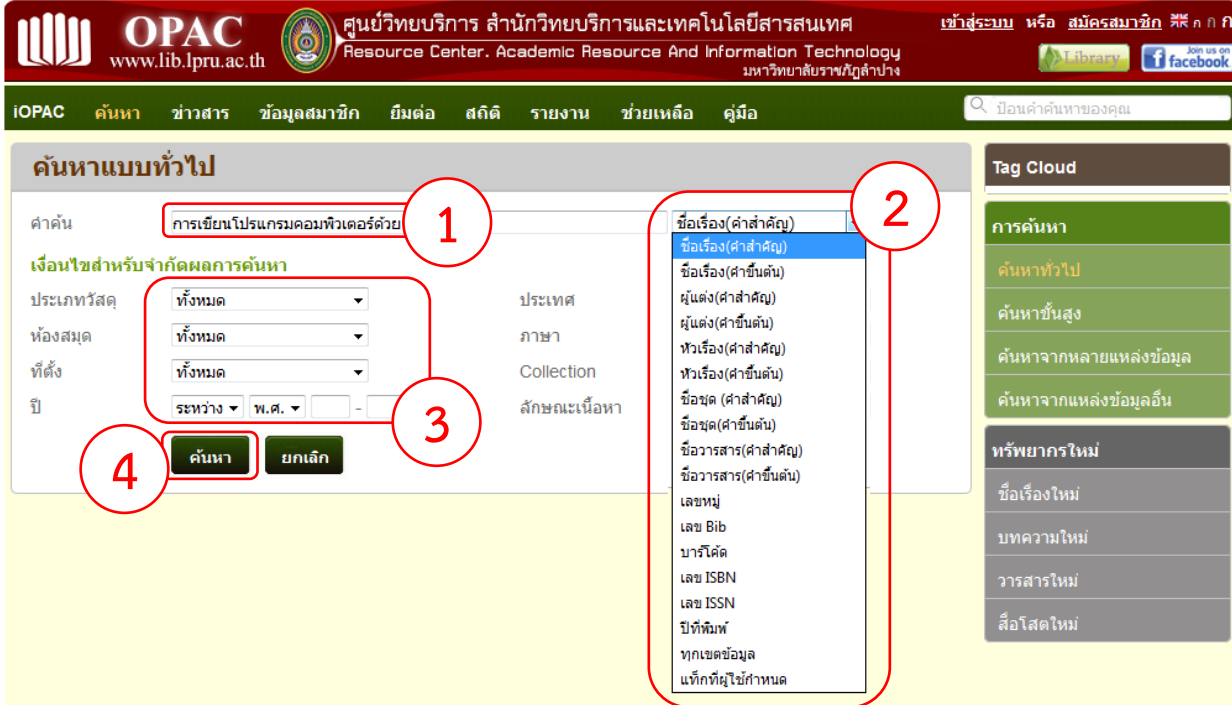 OPAC
www.lib.lpru.ac.th
ศูนย์วิทยบริการ สำนักวิทยบริการและเทคโนโลยีสารสนเทศ
Resource Center. Academic Resource And Information Technology
มหาวิทยาลัยราชภัฏลำปาง
เข้าสู่ระบบ หรือ สมัครสมาชิก ก ก ก
Library
Join us on
facebook
iOPAC ค้นหา ข่าวสาร ข้อมูลสมาชิก ยืมต่อ สถิติ รายงาน ช่วยเหลือ คู่มือ
ป้อนคำค้นหาของคุณ
ค้นหาแบบทั่วไป
คำค้น การเขียนโปรแกรมคอมพิวเตอร์ด้วย 1 ชื่อเรื่อง(คำสำคัญ) 2
เงื่อนไขสำหรับจำกัดผลการค้นหา
ประเภทวัสดุ ทั้งหมด ประเทศ
ห้องสมุด ทั้งหมด ภาษา
ที่ตั้ง ทั้งหมด Collection
ปี ระหว่าง พ.ศ. - 3 ลักษณะเนื้อหา
4 ค้นหา ยกเลิก
ชื่อเรื่อง(คำสำคัญ)
ชื่อเรื่อง(คำขึ้นต้น)
ผู้แต่ง(คำสำคัญ)
ผู้แต่ง(คำขึ้นต้น)
หัวเรื่อง(คำสำคัญ)
หัวเรื่อง(คำขึ้นต้น)
ชื่อชุด (คำสำคัญ)
ชื่อชุด(คำขึ้นต้น)
ชื่อวารสาร(คำสำคัญ)
ชื่อวารสาร(คำขึ้นต้น)
เลขหมู่
เลข Bib
บาร์โค้ด
เลข ISBN
เลข ISSN
ปีที่พิมพ์
ทุกเขตข้อมูล
แท็กที่ผู้ใช้กำหนด
Tag Cloud
การค้นหา
ค้นหาทั่วไป
ค้นหาขั้นสูง
ค้นหาจากหลายแหล่งข้อมูล
ค้นหาจากแหล่งข้อมูลอื่น
ทรัพยากรใหม่
ชื่อเรื่องใหม่
บทความใหม่
วารสารใหม่
สื่อโสตใหม่